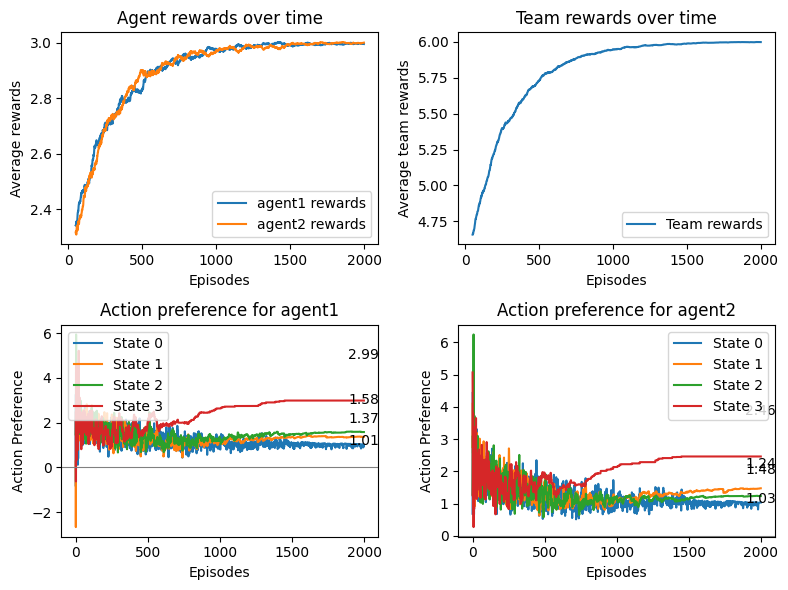 Agent rewards over time
Average rewards
3.0
2.8
2.6
2.4
agent1 rewards
agent2 rewards
0
500
1000
1500
2000
Episodes
Team rewards over time
Average team rewards
6.00
5.75
5.50
5.25
5.00
4.75
Team rewards
0
500
1000
1500
2000
Episodes
Action preference for agent1
Action Preference
6
4
2
0
−2
State 0
State 1
State 2
State 3
2.99
1.58
1.37
1.01
0
500
1000
1500
2000
Episodes
Action preference for agent2
Action Preference
6
5
4
3
2
1
0
State 0
State 1
State 2
State 3
2.46
1.24
1.48
1.03
0
500
1000
1500
2000
Episodes